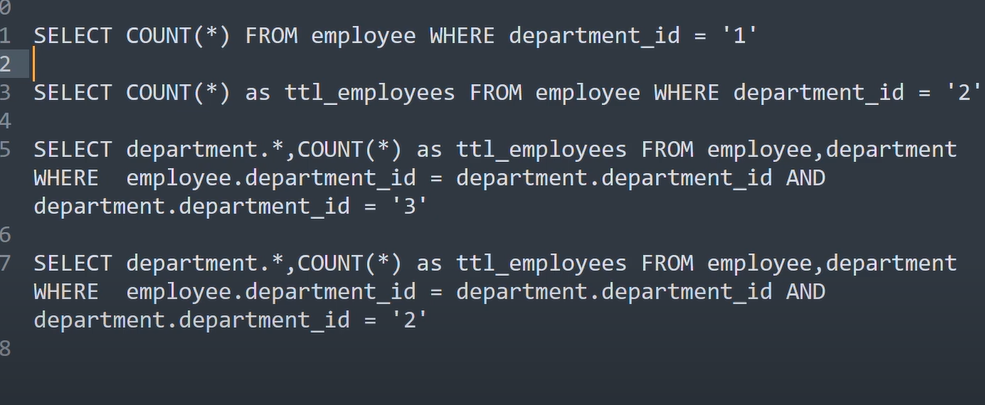 0
1 SELECT COUNT(*) FROM employee WHERE department_id = '1'
2
3 SELECT COUNT(*) as ttl_employees FROM employee WHERE department_id = '2'
4
5 SELECT department.*,COUNT(*) as ttl_employees FROM employee,department
WHERE  employee.department_id = department.department_id AND
department.department_id = '3'
6
7 SELECT department.*,COUNT(*) as ttl_employees FROM employee,department
WHERE  employee.department_id = department.department_id AND
department.department_id = '2'
8